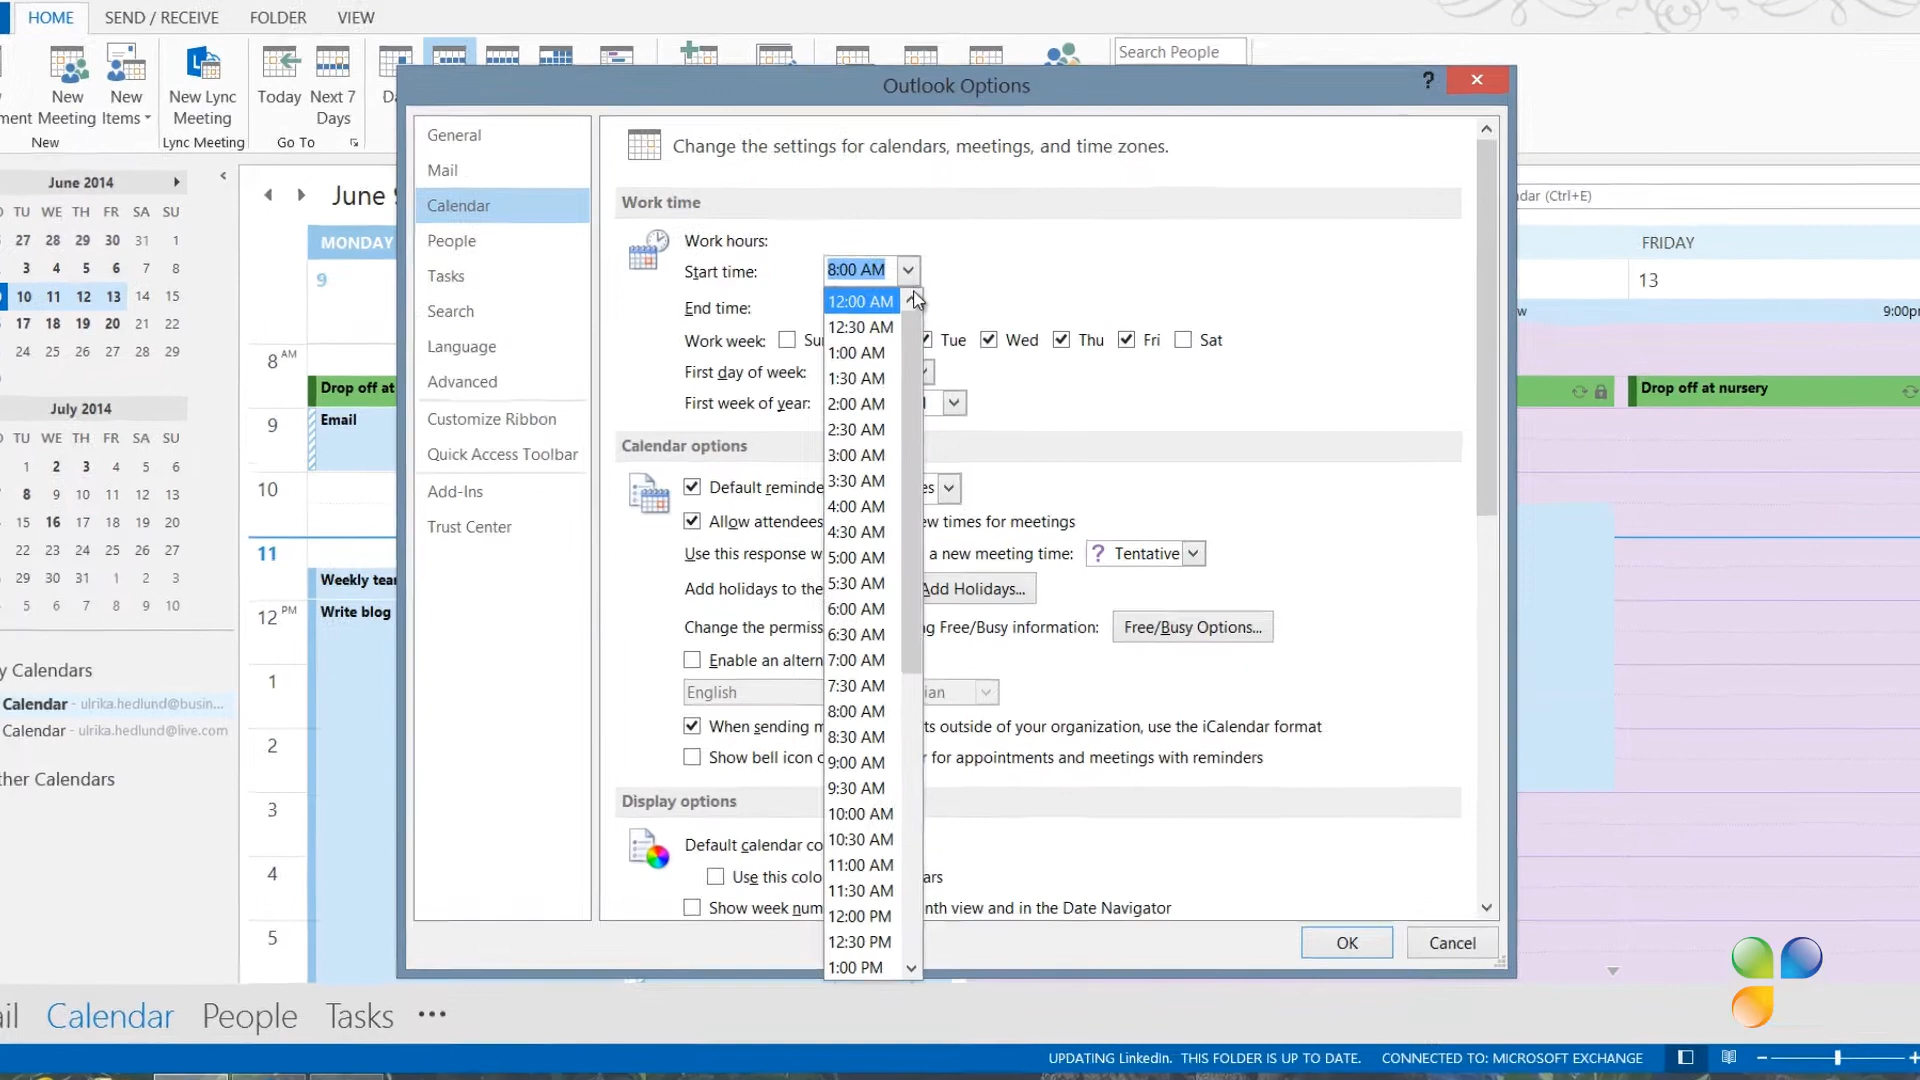 HOME SEND / RECEIVE FOLDER VIEW
Search People
New Meeting
New Items
New Lync Meeting
Today
Next 7 Days
New
Lync Meeting
Go To
Outlook Options
?
General
Mail
Calendar
People
Tasks
Search
Language
Advanced
Customize Ribbon
Quick Access Toolbar
Add-Ins
Trust Center
Change the settings for calendars, meetings, and time zones.
Work time
Work hours:
Start time: 8:00 AM
End time:
Work week: Tue Wed Thu Fri Sat
First day of week:
First week of year:
12:00 AM
12:30 AM
1:00 AM
1:30 AM
2:00 AM
2:30 AM
3:00 AM
3:30 AM
4:00 AM
4:30 AM
5:00 AM
5:30 AM
6:00 AM
6:30 AM
7:00 AM
7:30 AM
8:00 AM
8:30 AM
9:00 AM
9:30 AM
10:00 AM
10:30 AM
11:00 AM
11:30 AM
12:00 PM
12:30 PM
1:00 PM
Calendar options
Default
Allow attendees times for meetings
Use this response a new meeting time: ? Tentative
Add holidays to the Add Holidays...
Change the Free/Busy information: Free/Busy Options...
Enable an
English
When sending outside of your organization, use the iCalendar format
Show bell icon for appointments and meetings with reminders
Display options
Default calendar
Use this
Show week view and in the Date Navigator
OK Cancel
June 2014
TU WE TH FR SA SU
27 28 29 30 31 1
3 4 5 6 7 8
10 11 12 13 14 15
17 18 19 20 21 22
24 25 26 27 28 29
July 2014
TU WE TH FR SA SU
1 2 3 4 5 6
8 9 10 11 12 13
15 16 17 18 19 20
22 23 24 25 26 27
29 30 31 1 2 3
5 6 7 8 9 10
Calendars
Calendar - ulrika.hedlund@busin...
Calendar - ulrika.hedlund@live.com
Calendars
June
MONDAY
9
8 AM
Drop off at
9
Email
10
11
Weekly
12 PM
Write blog
1
2
3
4
5
(Ctrl+E)
FRIDAY
13
9:00pm
Drop off at nursery
Calendar People Tasks •••
UPDATING LinkedIn. THIS FOLDER IS UP TO DATE. CONNECTED TO: MICROSOFT EXCHANGE